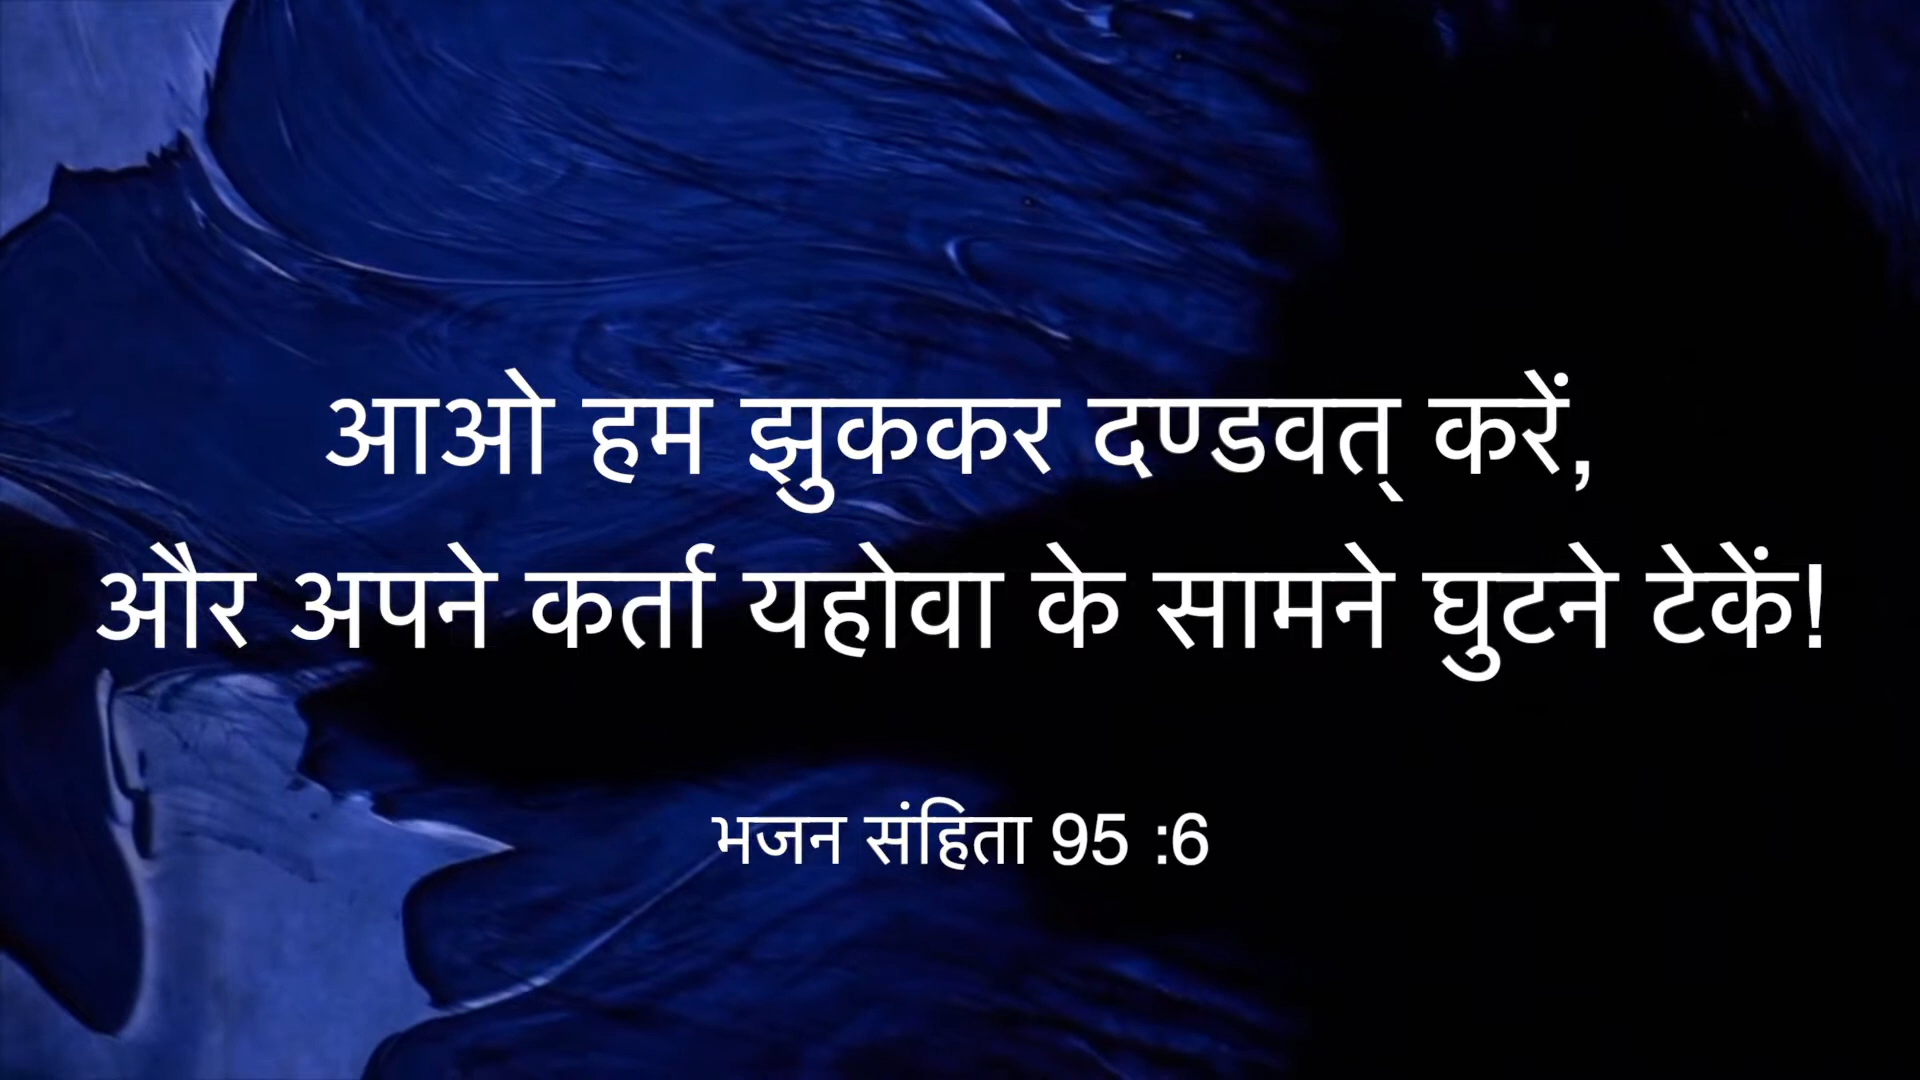 आओ हम झुककर दण्डवत् करें,
और अपने कर्ता यहोवा के सामने घुटने टेकें!
भजन संहिता 95 :6